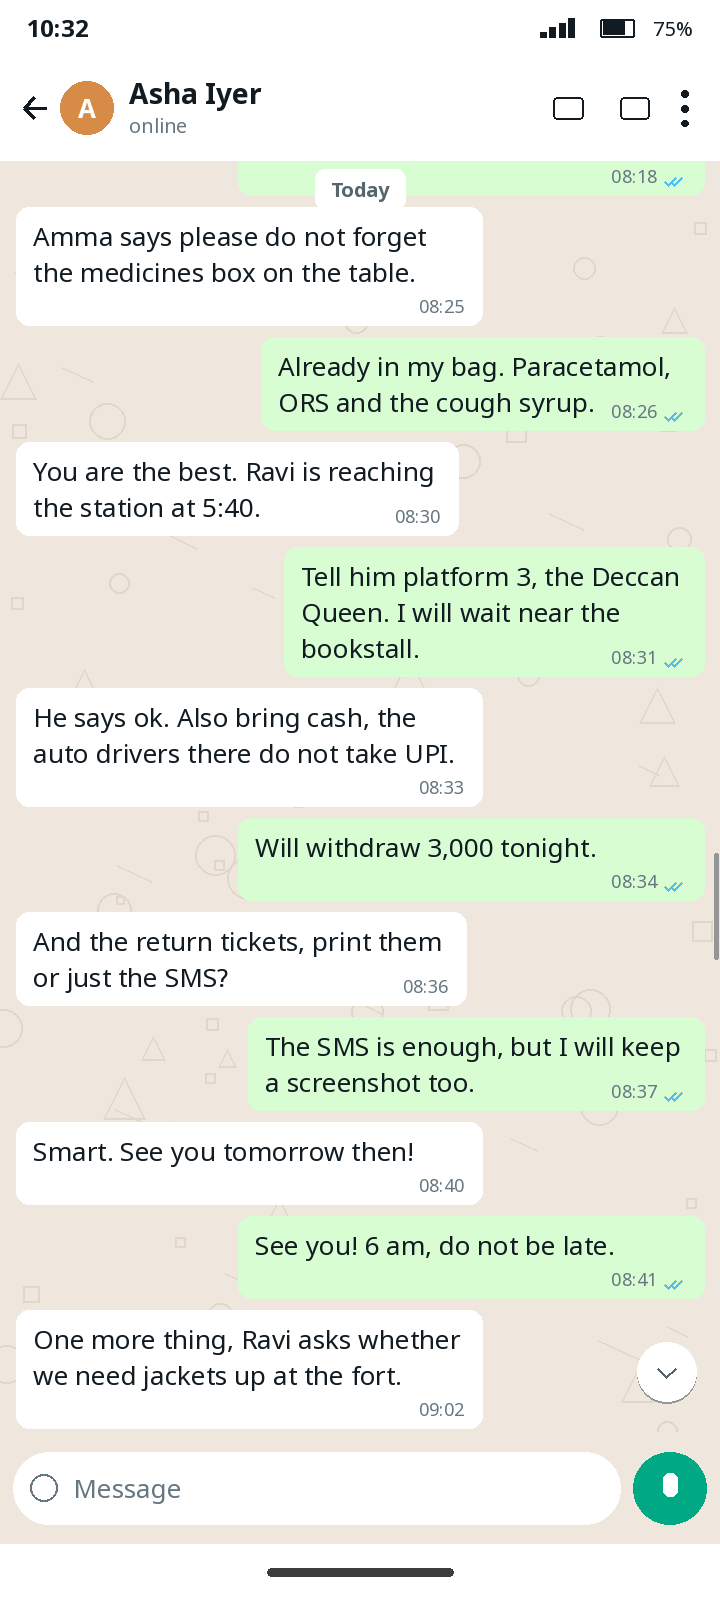 10:32
75%
A
Asha Iyer
online
08:18
Today
Amma says please do not forget
the medicines box on the table.
08:25
Already in my bag. Paracetamol,
ORS and the cough syrup.
08:26
You are the best. Ravi is reaching
the station at 5:40.
08:30
Tell him platform 3, the Deccan
Queen. I will wait near the
bookstall.
08:31
He says ok. Also bring cash, the
auto drivers there do not take UPI.
08:33
Will withdraw 3,000 tonight.
08:34
And the return tickets, print them
or just the SMS?
08:36
The SMS is enough, but I will keep
a screenshot too.
08:37
Smart. See you tomorrow then!
08:40
See you! 6 am, do not be late.
08:41
One more thing, Ravi asks whether
we need jackets up at the fort.
09:02
Message